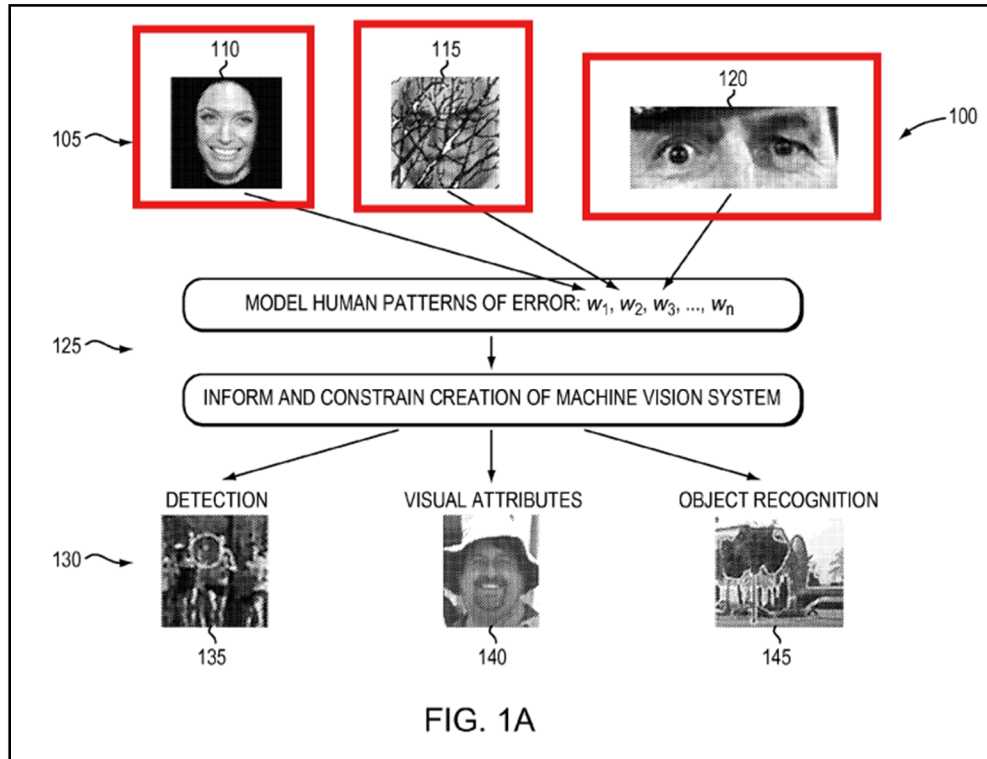 110
115
120
105
100
MODEL HUMAN PATTERNS OF ERROR: w1, w2, w3, ..., wn
125
INFORM AND CONSTRAIN CREATION OF MACHINE VISION SYSTEM
DETECTION
VISUAL ATTRIBUTES
OBJECT RECOGNITION
130
135
140
145
FIG. 1A